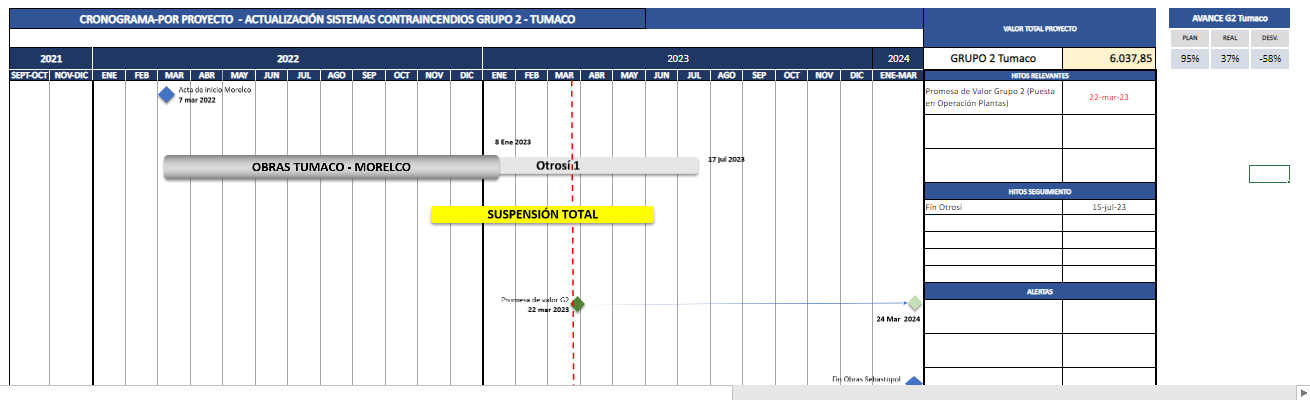 CRONOGRAMA-POR PROYECTO - ACTUALIZACIÓN SISTEMAS CONTRAINCENDIOS GRUPO 2 - TUMACO
VALOR TOTAL PROYECTO
AVANCE G2 Tumaco
PLAN REAL DESV.
95% 37% -58%
2021 2022 2023 2024
GRUPO 2 Tumaco 6.037,85
SEPT-OCT NOV-DIC ENE FEB MAR ABR MAY JUN JUL AGO SEP OCT NOV DIC ENE FEB MAR ABR MAY JUN JUL AGO SEP OCT NOV DIC ENE-MAR
HITOS RELEVANTES
Acta de inicio Morelco
7 mar 2022
Promesa de Valor Grupo 2 (Puesta
en Operación Plantas)
22-mar-23
8 Ene 2023
OBRAS TUMACO - MORELCO
Otrosí 1
17 jul 2023
HITOS SEGUIMIENTO
Fin Otrosi 15-jul-23
SUSPENSIÓN TOTAL
ALERTAS
Promesa de valor G2
22 mar 2023
24 Mar 2024
Fin Obras Sebastopol